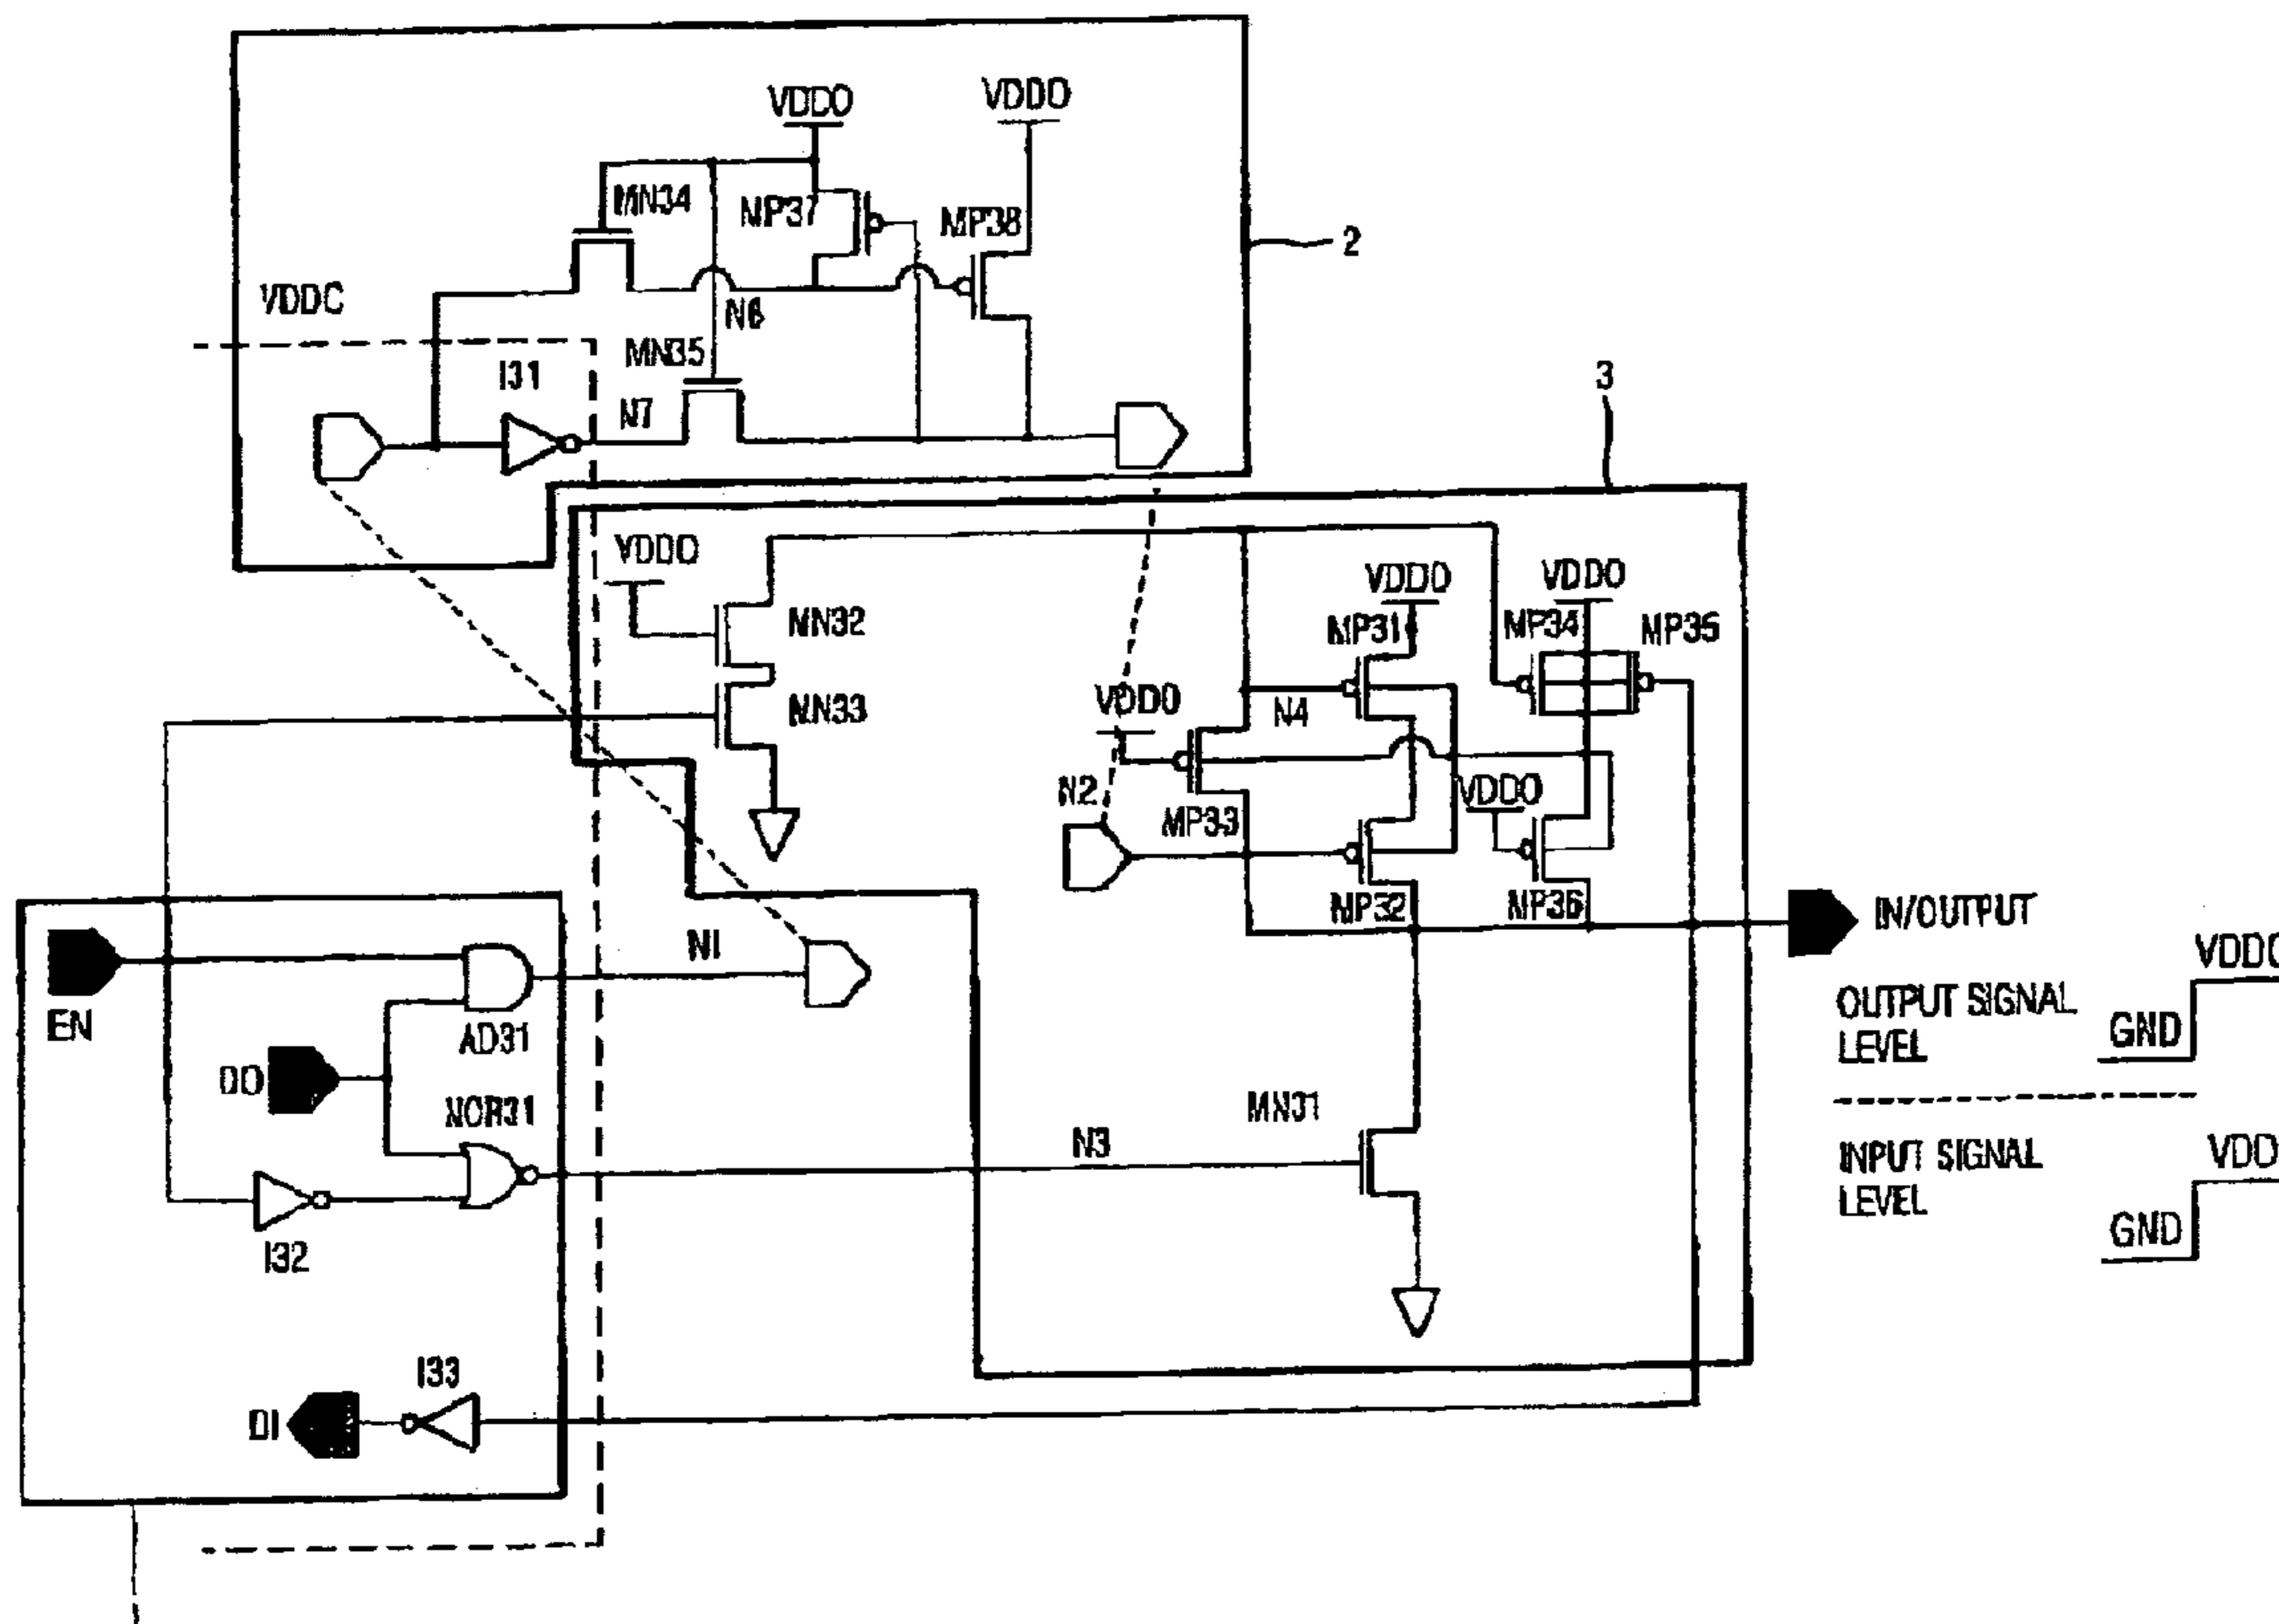 VDDO
VDDO
MN34
MP37
MP38
2
VDDC
N6
MN35
I31
N7
3
VDDO
VDDO
VDDO
MN32
MP31
MP34
MP35
MN33
VDDO
N4
N2
VDDO
MP33
MP32
MP36
IN/OUTPUT
N1
EN
AD31
OUTPUT SIGNAL
LEVEL
GND
DO
NOR31
MN31
N3
INPUT SIGNAL
LEVEL
GND
I32
I33
DI